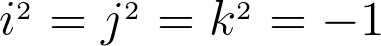 i² = j² = k² = −1